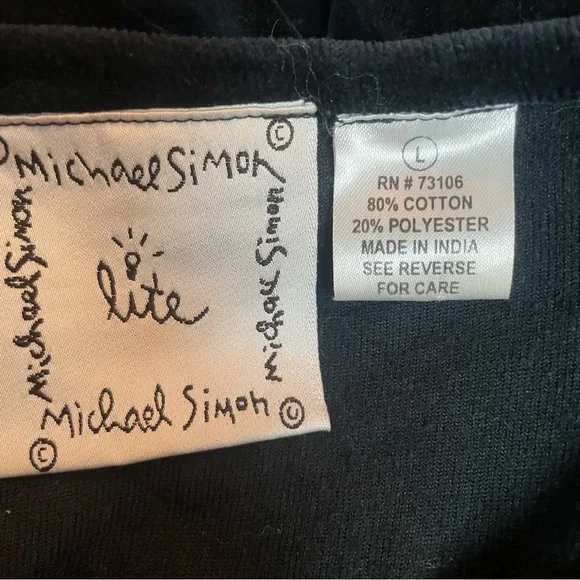 ©
Michael Simon ©
Michael Simon
lite
Michael Simon
Michael Simon ©
©
L
RN # 73106
80% COTTON
20% POLYESTER
MADE IN INDIA
SEE REVERSE
FOR CARE